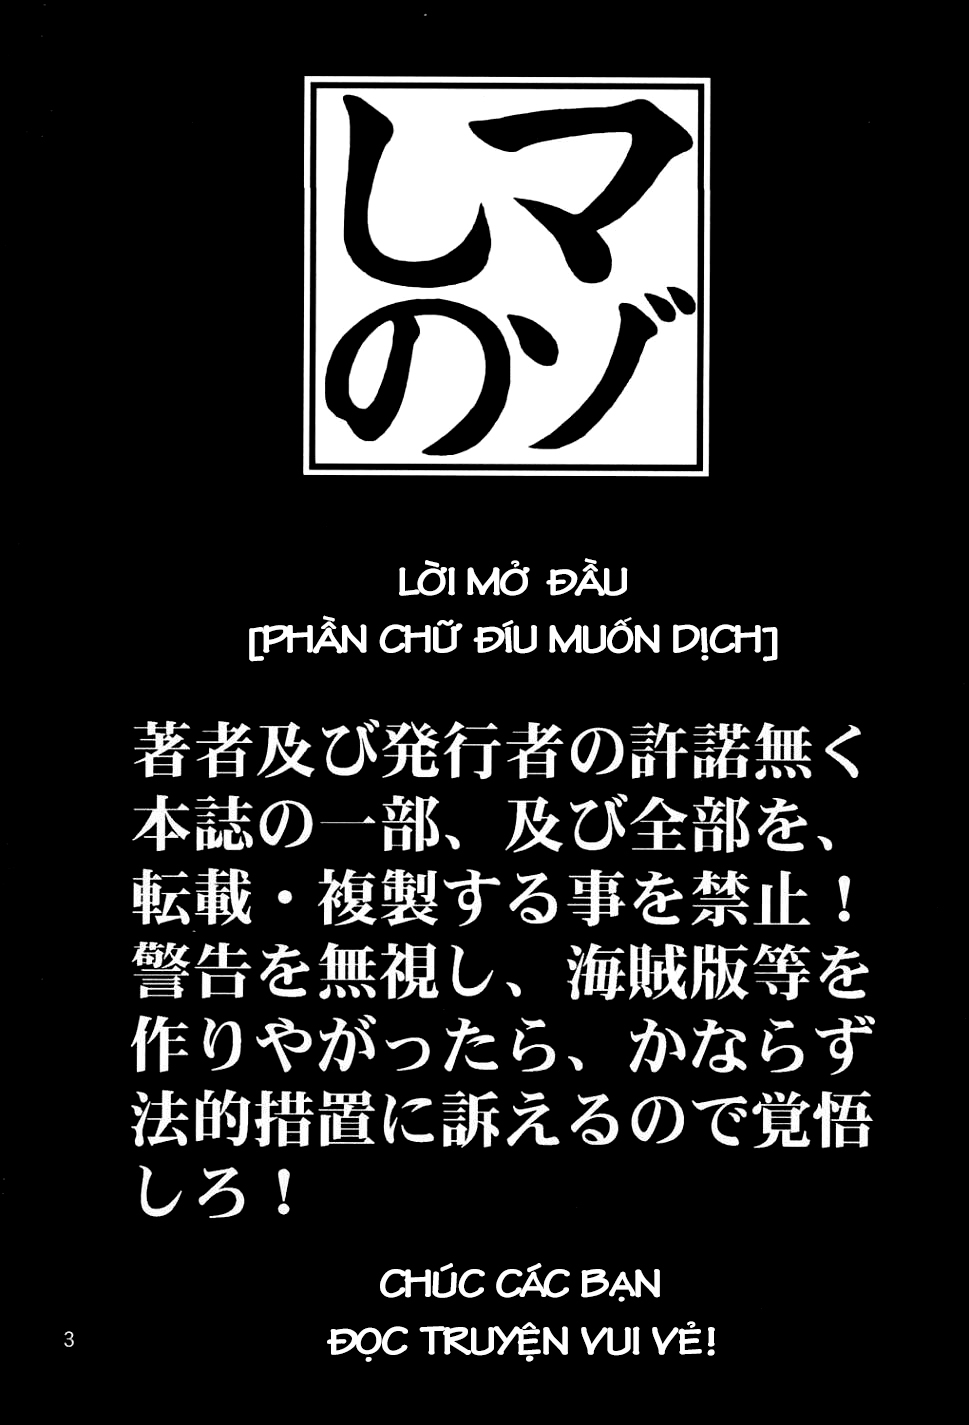 マゾ
しの
LỜI MỞ ĐẦU
[PHẦN CHỮ ĐÍU MUỐN DỊCH]
著者及び発行者の許諾無く
本誌の一部、及び全部を、
転載・複製する事を禁止！
警告を無視し、海賊版等を
作りやがったら、かならず
法的措置に訴えるので覚悟
しろ！
CHÚC CÁC BẠN
ĐỌC TRUYỆN VUI VẺ!
3